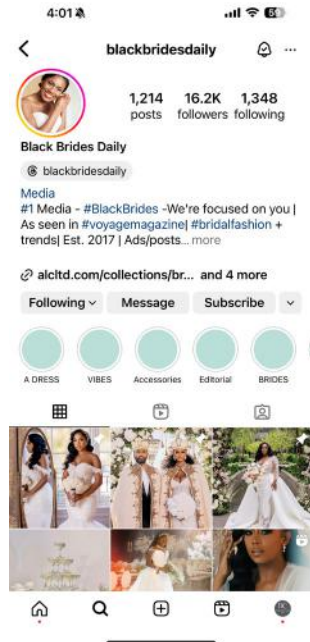 4:01
59
blackbridesdaily
1,214 16.2K 1,348
posts followers following
Black Brides Daily
blackbridesdaily
Media
#1 Media - #BlackBrides -We're focused on you |
As seen in #voyagemagazine| #bridalfashion +
trends| Est. 2017 | Ads/posts... more
alcltd.com/collections/br... and 4 more
Following Message Subscribe
A DRESS VIBES Accessories Editorial BRIDES